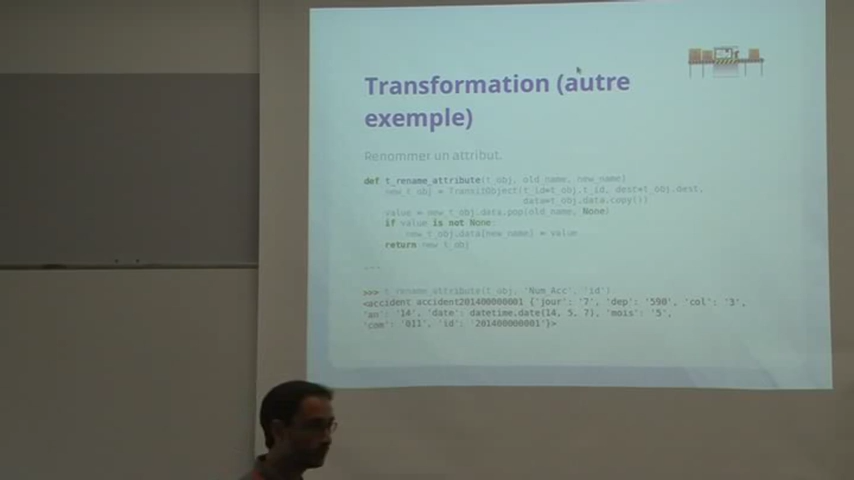 Transformation (autre
exemple)
Renommer un attribut.
def t_rename_attribute(t_obj, old_name, new_name)
new_t_obj = TransitObject(t_id=t_obj.t_id, dest=t_obj.dest,
data=t_obj.data.copy())
value = new_t_obj.data.pop(old_name, None)
if value is not None:
new_t_obj.data[new_name] = value
return new_t_obj
---
>>> t_rename_attribute(t_obj, 'Num_Acc', 'id')
<accident accident201400000001 {'jour': '7', 'dep': '590', 'col': '3',
'an': '14', 'date': datetime.date(14, 5, 7), 'mois': '5',
'com': '011', 'id': '201400000001'}>